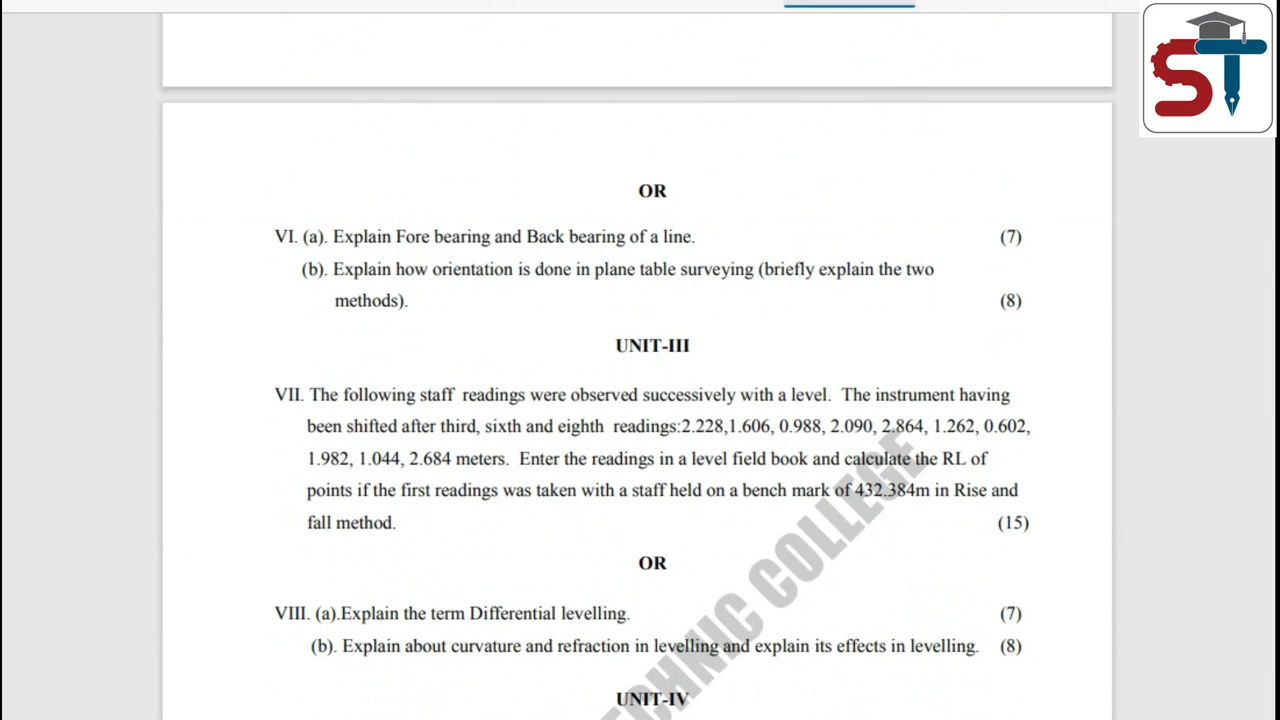 ST
OR
VI. (a). Explain Fore bearing and Back bearing of a line. (7)
(b). Explain how orientation is done in plane table surveying (briefly explain the two
methods). (8)
UNIT-III
VII. The following staff readings were observed successively with a level. The instrument having
been shifted after third, sixth and eighth readings:2.228,1.606, 0.988, 2.090, 2.864, 1.262, 0.602,
1.982, 1.044, 2.684 meters. Enter the readings in a level field book and calculate the RL of
points if the first readings was taken with a staff held on a bench mark of 432.384m in Rise and
fall method. (15)
OR
VIII. (a).Explain the term Differential levelling. (7)
(b). Explain about curvature and refraction in levelling and explain its effects in levelling. (8)
UNIT-IV
COLLEGE